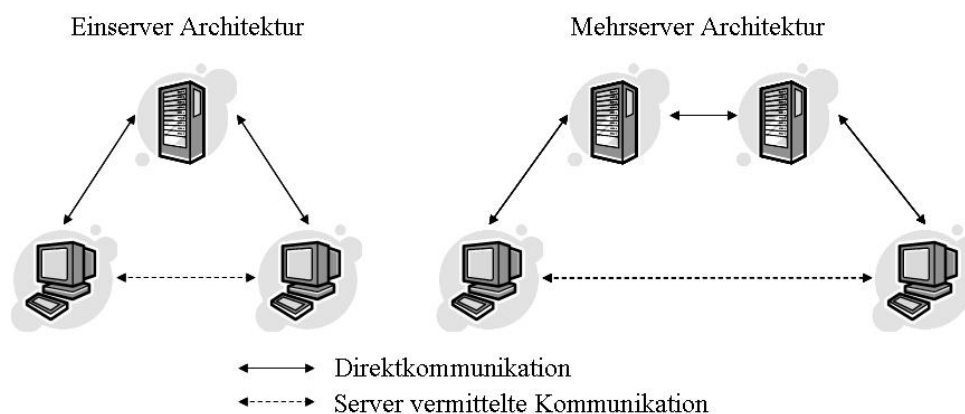 Einserver Architektur
Mehrserver Architektur
Direktkommunikation
Server vermittelte Kommunikation